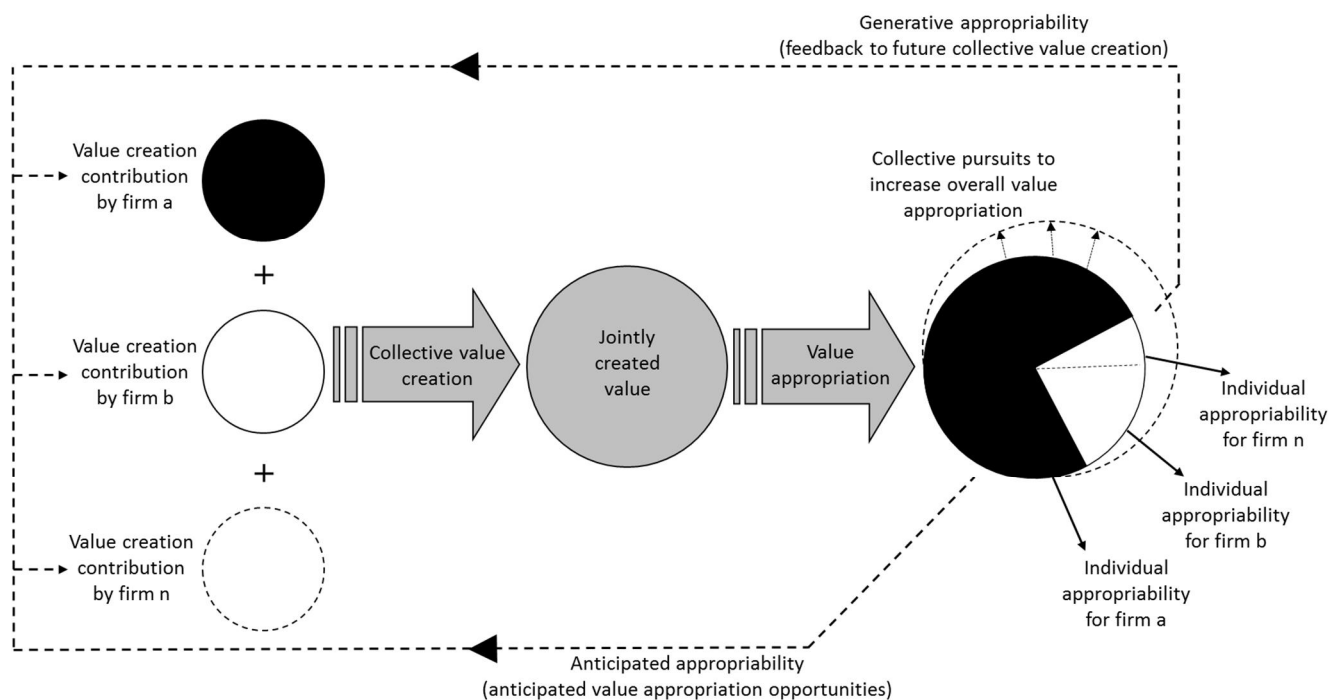 Generative appropriability
(feedback to future collective value creation)
Value creation
contribution
by firm a
Collective pursuits to
increase overall value
appropriation
+
Value creation
contribution
by firm b
Collective value
creation
Jointly
created
value
Value
appropriation
Individual
appropriability
for firm n
+
Individual
appropriability
for firm b
Value creation
contribution
by firm n
Individual
appropriability
for firm a
Anticipated appropriability
(anticipated value appropriation opportunities)